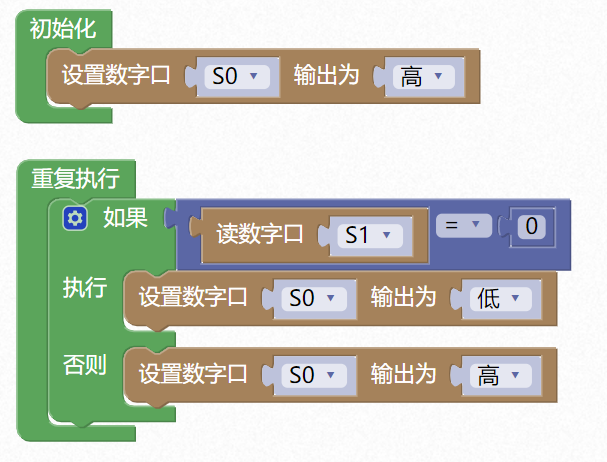 初始化
设置数字口 S0 输出为 高
重复执行
如果 读数字口 S1 = 0
执行 设置数字口 S0 输出为 低
否则 设置数字口 S0 输出为 高